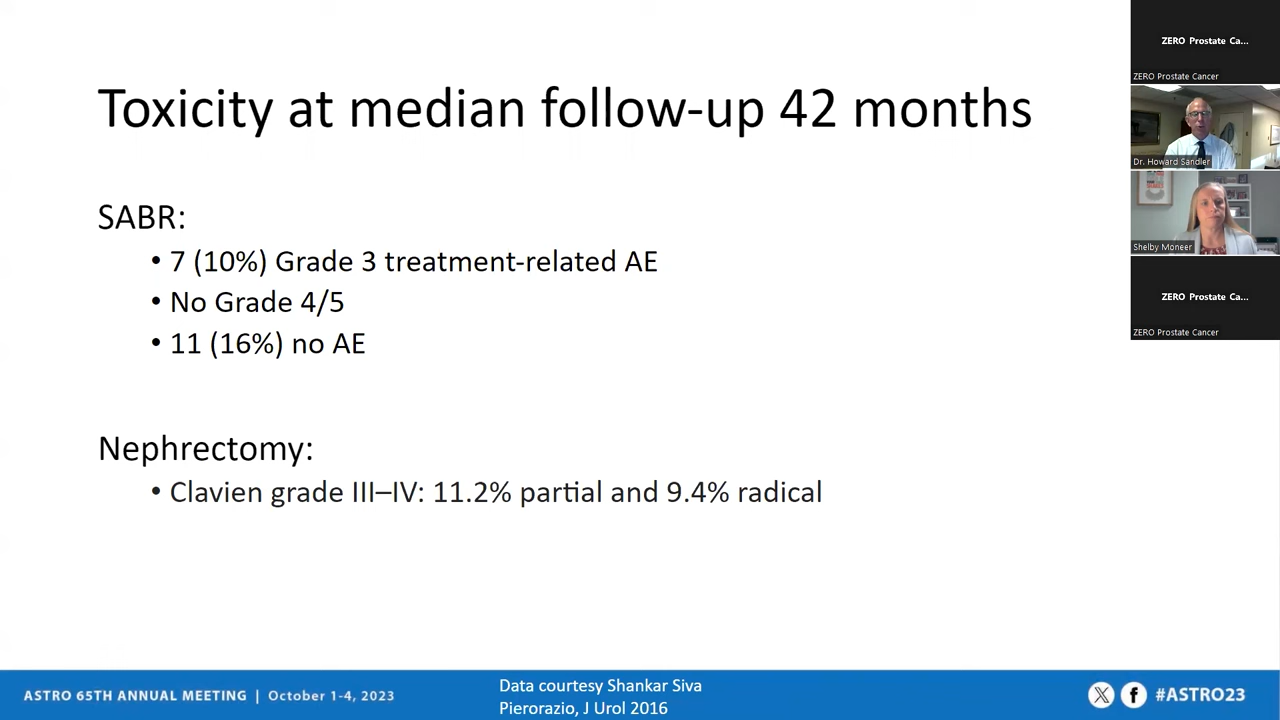 Toxicity at median follow-up 42 months
SABR:
• 7 (10%) Grade 3 treatment-related AE
• No Grade 4/5
• 11 (16%) no AE
Nephrectomy:
• Clavien grade III–IV: 11.2% partial and 9.4% radical
ASTRO 65TH ANNUAL MEETING | October 1-4, 2023
Data courtesy Shankar Siva
Pierorazio, J Urol 2016
#ASTRO23
ZERO Prostate Ca...
ZERO Prostate Cancer
Dr. Howard Sandler
Shelby Moneer
ZERO Prostate Ca...
ZERO Prostate Cancer